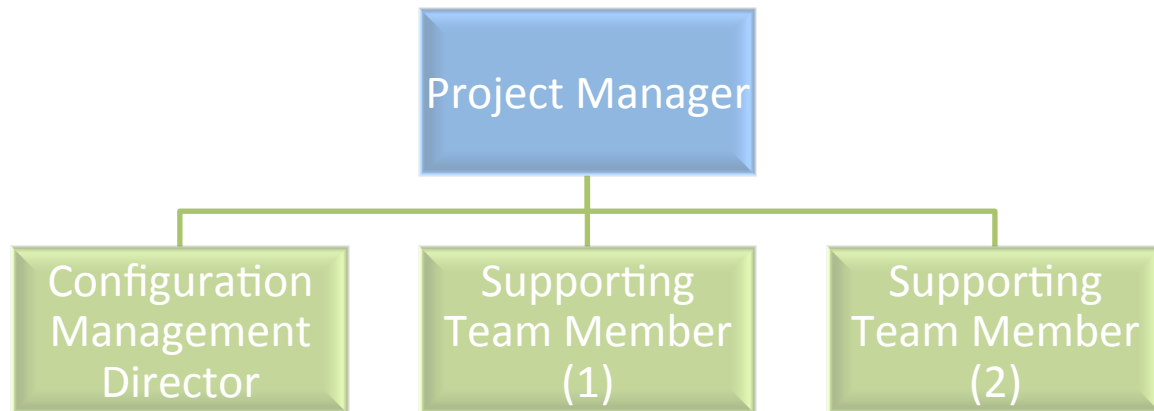 Project Manager
Configuration
Management
Director
Supporting
Team Member
(1)
Supporting
Team Member
(2)